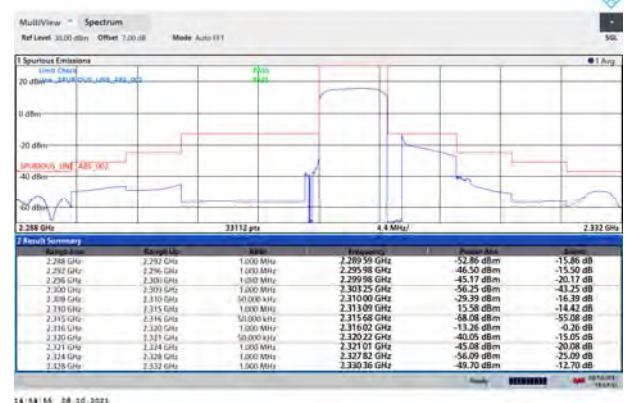 MultiView Spectrum
Ref Level 30.00 dBm Offset 7.00 dB Mode Auto FFT
SGL
1 Spurious Emissions
1 Avg
Limit Check PASS
Line _SPURIOUS_LINE_ABS_002 PASS
20 dBm
0 dBm
-20 dBm
_SPURIOUS_LINE_ABS_002
-40 dBm
-60 dBm
2.288 GHz 33112 pts 4.4 MHz/ 2.332 GHz
2 Result Summary
Range Low Range Up RBW Frequency Power Abs ΔLimit
2.288 GHz 2.292 GHz 1.000 MHz 2.289 59 GHz -52.86 dBm -15.86 dB
2.292 GHz 2.296 GHz 1.000 MHz 2.295 98 GHz -46.50 dBm -15.50 dB
2.296 GHz 2.300 GHz 1.000 MHz 2.299 98 GHz -45.17 dBm -20.17 dB
2.300 GHz 2.309 GHz 1.000 MHz 2.303 25 GHz -56.25 dBm -43.25 dB
2.309 GHz 2.310 GHz 50.000 kHz 2.310 00 GHz -29.39 dBm -16.39 dB
2.310 GHz 2.315 GHz 1.000 MHz 2.313 09 GHz 15.58 dBm -14.42 dB
2.315 GHz 2.316 GHz 50.000 kHz 2.315 68 GHz -68.08 dBm -55.08 dB
2.316 GHz 2.320 GHz 1.000 MHz 2.316 02 GHz -13.26 dBm -0.26 dB
2.320 GHz 2.321 GHz 50.000 kHz 2.320 22 GHz -40.05 dBm -15.05 dB
2.321 GHz 2.324 GHz 1.000 MHz 2.321 01 GHz -45.08 dBm -20.08 dB
2.324 GHz 2.328 GHz 1.000 MHz 2.327 82 GHz -56.09 dBm -25.09 dB
2.328 GHz 2.332 GHz 1.000 MHz 2.330 36 GHz -49.70 dBm -12.70 dB
Ready
14:54:56 28.10.2021